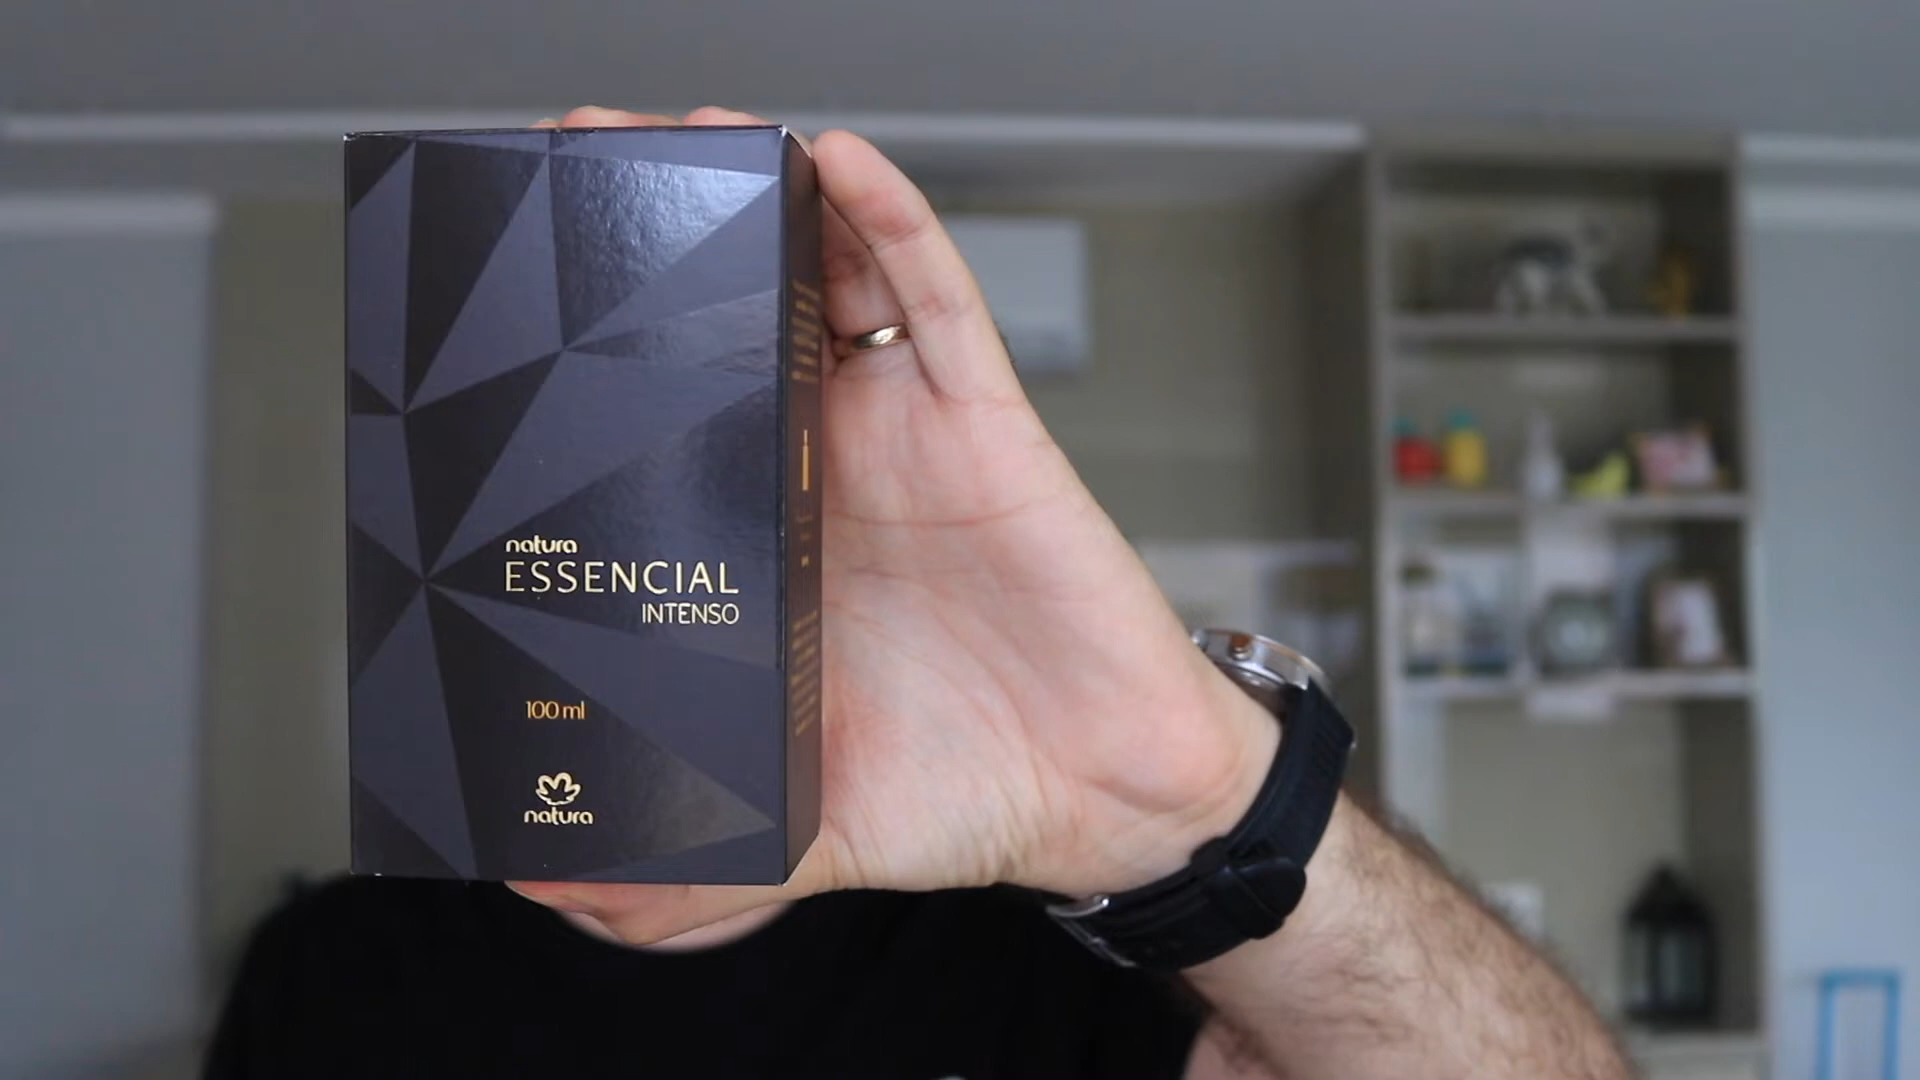 natura
ESSENCIAL
INTENSO
100 ml
natura